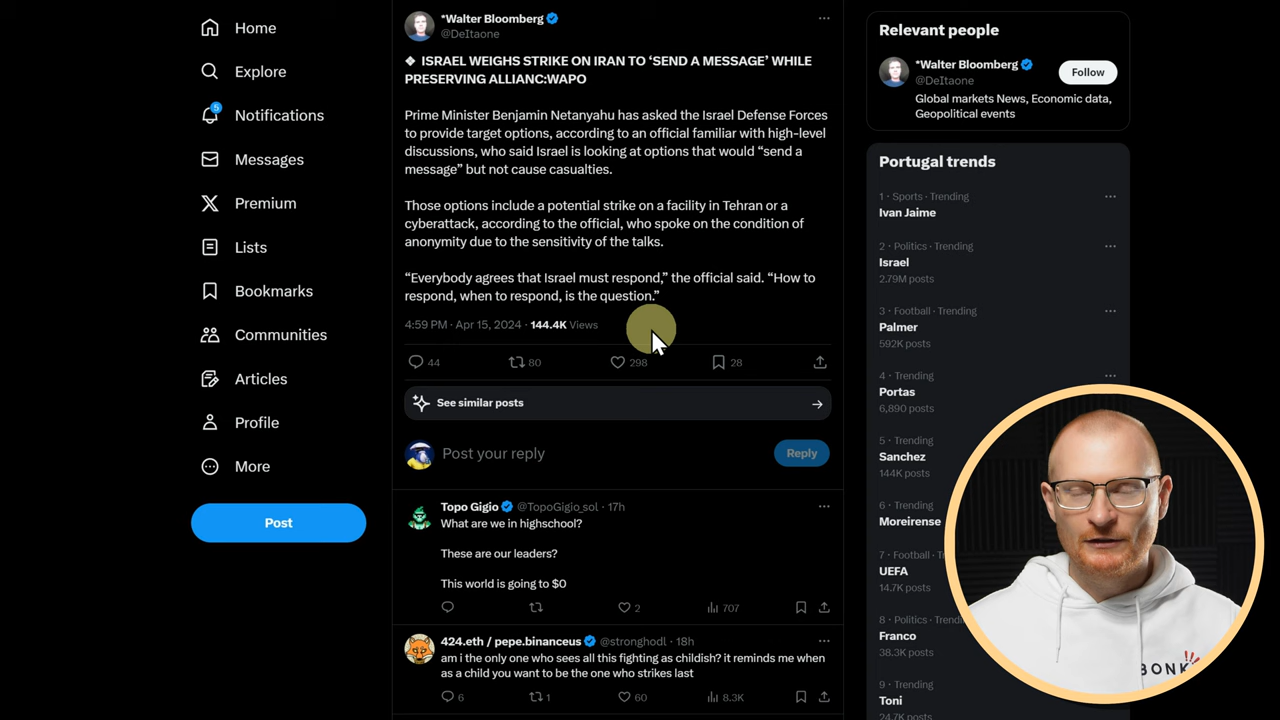 Home
Explore
5
Notifications
Messages
Premium
Lists
Bookmarks
Communities
Articles
Profile
More
Post
*Walter Bloomberg
@DeItaone
❖ ISRAEL WEIGHS STRIKE ON IRAN TO ‘SEND A MESSAGE’ WHILE
PRESERVING ALLIANC:WAPO
Prime Minister Benjamin Netanyahu has asked the Israel Defense Forces
to provide target options, according to an official familiar with high-level
discussions, who said Israel is looking at options that would “send a
message” but not cause casualties.
Those options include a potential strike on a facility in Tehran or a
cyberattack, according to the official, who spoke on the condition of
anonymity due to the sensitivity of the talks.
“Everybody agrees that Israel must respond,” the official said. “How to
respond, when to respond, is the question.”
4:59 PM · Apr 15, 2024 · 144.4K Views
44 80 298 28
See similar posts
Post your reply
Reply
Topo Gigio @TopoGigio_sol · 17h
What are we in highschool?
These are our leaders?
This world is going to $0
2 707
424.eth / pepe.binanceus @stronghodl · 18h
am i the only one who sees all this fighting as childish? it reminds me when
as a child you want to be the one who strikes last
6 1 60 8.3K
Relevant people
*Walter Bloomberg
@DeItaone
Follow
Global markets News, Economic data,
Geopolitical events
Portugal trends
1 · Sports · Trending
Ivan Jaime
2 · Politics · Trending
Israel
2.79M posts
3 · Football · Trending
Palmer
592K posts
4 · Trending
Portas
6,890 posts
5 · Trending
Sanchez
144K posts
6 · Trending
Moreirense
7 · Football
UEFA
14.7K posts
8 · Politics
Franco
38.3K posts
9 · Trending
Toni
24.7K posts
BONK